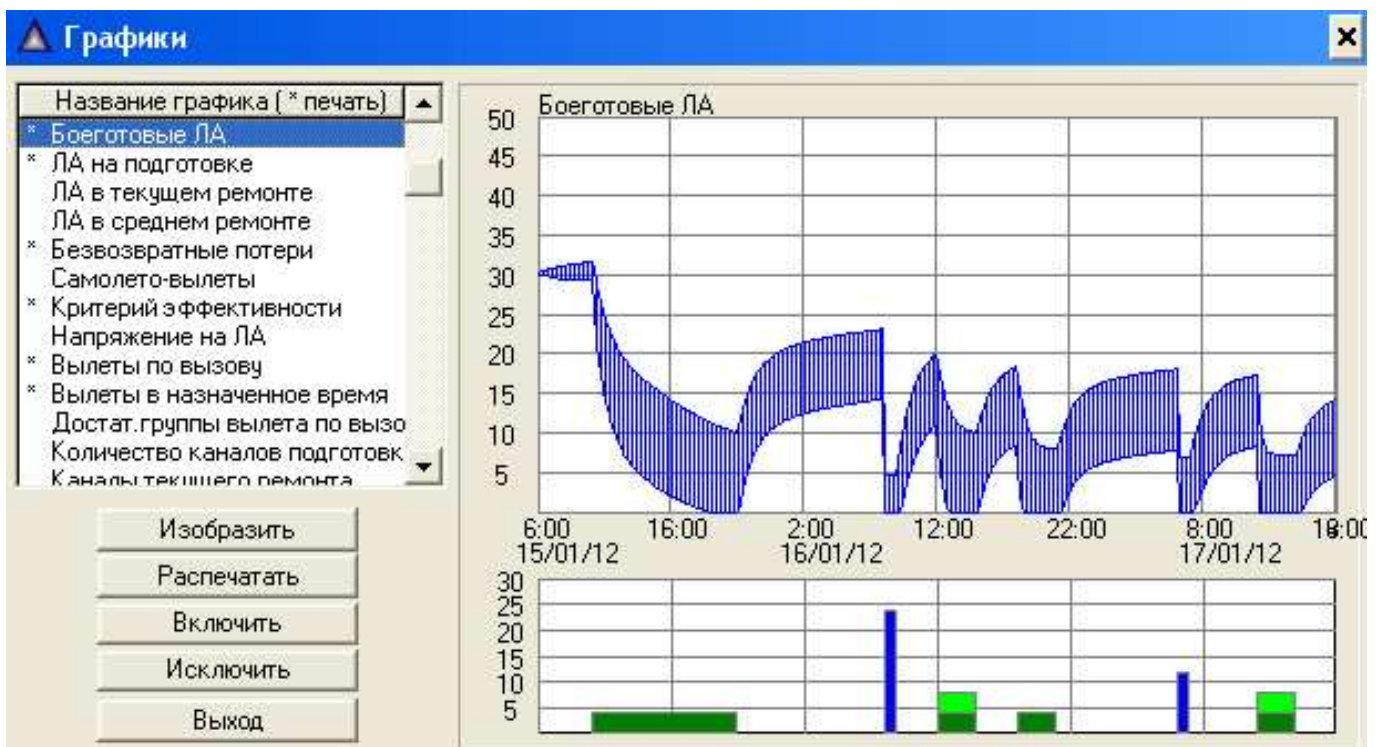 Графики
Название графика ( * печать)
* Боеготовые ЛА
* ЛА на подготовке
ЛА в текущем ремонте
ЛА в среднем ремонте
* Безвозвратные потери
Самолето-вылеты
* Критерий эффективности
Напряжение на ЛА
* Вылеты по вызову
* Вылеты в назначенное время
Достат.группы вылета по вызо
Количество каналов подготовк
Каналы текущего ремонта
Изобразить
Распечатать
Включить
Исключить
Выход
Боеготовые ЛА
50
45
40
35
30
25
20
15
10
5
6:00 16:00 2:00 12:00 22:00 8:00
15/01/12 16/01/12 17/01/12
30
25
20
15
10
5